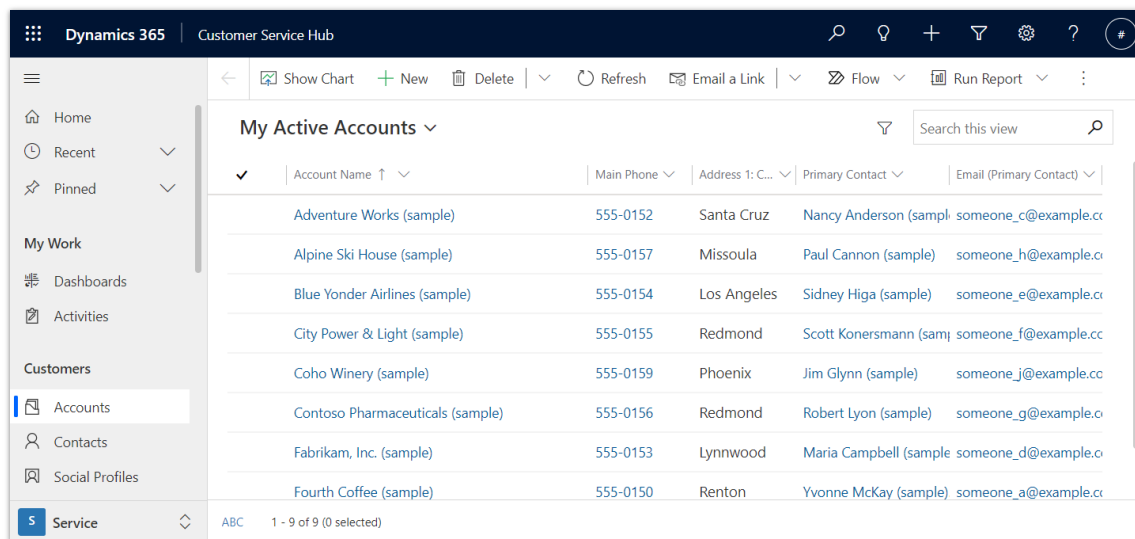 Dynamics 365 Customer Service Hub #
Show Chart New Delete Refresh Email a Link Flow Run Report
Home
Recent
Pinned
My Work
Dashboards
Activities
Customers
Accounts
Contacts
Social Profiles
S Service
My Active Accounts
Search this view
Account Name Main Phone Address 1: C... Primary Contact Email (Primary Contact)
Adventure Works (sample) 555-0152 Santa Cruz Nancy Anderson (sampl someone_c@example.co
Alpine Ski House (sample) 555-0157 Missoula Paul Cannon (sample) someone_h@example.co
Blue Yonder Airlines (sample) 555-0154 Los Angeles Sidney Higa (sample) someone_e@example.co
City Power & Light (sample) 555-0155 Redmond Scott Konersmann (sam someone_f@example.co
Coho Winery (sample) 555-0159 Phoenix Jim Glynn (sample) someone_j@example.co
Contoso Pharmaceuticals (sample) 555-0156 Redmond Robert Lyon (sample) someone_g@example.co
Fabrikam, Inc. (sample) 555-0153 Lynnwood Maria Campbell (sample someone_d@example.co
Fourth Coffee (sample) 555-0150 Renton Yvonne McKay (sample) someone_a@example.co
ABC 1 - 9 of 9 (0 selected)